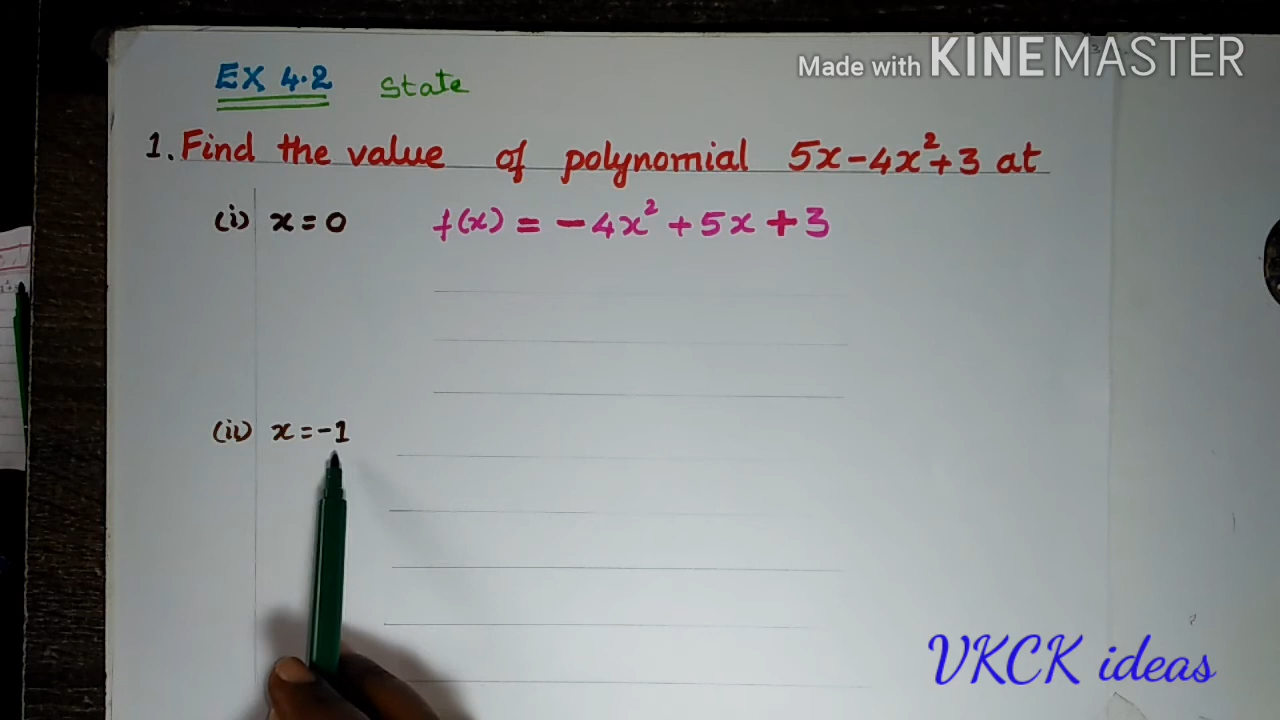 Made with KINEMASTER
EX 4.2 State
1. Find the value of polynomial 5x-4x²+3 at
(i) x=0 f(x) = -4x² + 5x + 3
(ii) x=-1
VKCK ideas